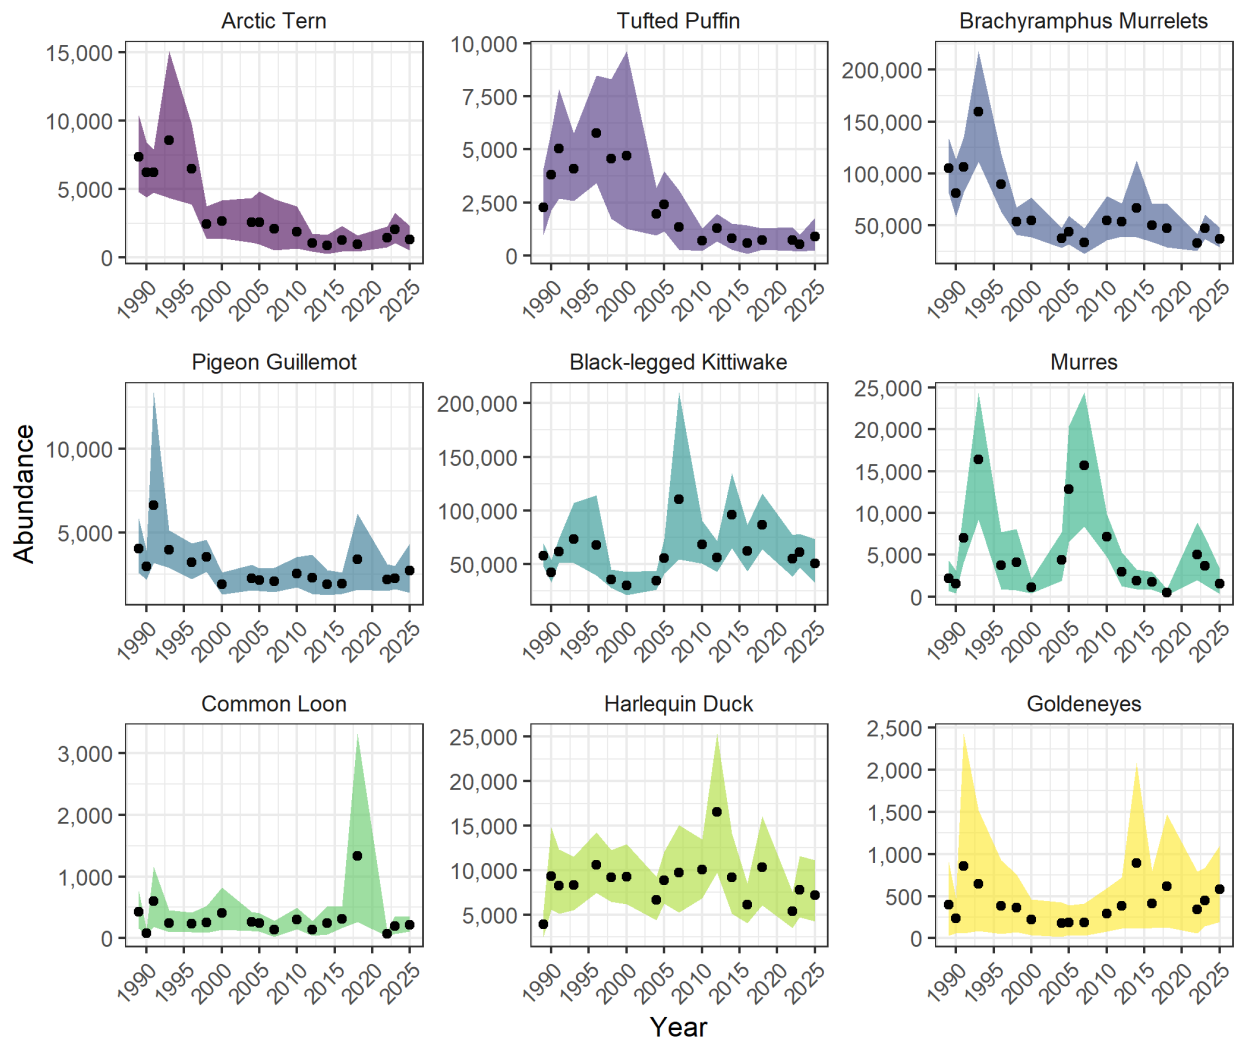 Arctic Tern
Tufted Puffin
Brachyramphus Murrelets
15,000
10,000
5,000
0
10,000
7,500
5,000
2,500
0
200,000
150,000
100,000
50,000
1990 1995 2000 2005 2010 2015 2020 2025
1990 1995 2000 2005 2010 2015 2020 2025
1990 1995 2000 2005 2010 2015 2020 2025
Pigeon Guillemot
Black-legged Kittiwake
Murres
Abundance
10,000
5,000
200,000
150,000
100,000
50,000
25,000
20,000
15,000
10,000
5,000
0
1990 1995 2000 2005 2010 2015 2020 2025
1990 1995 2000 2005 2010 2015 2020 2025
1990 1995 2000 2005 2010 2015 2020 2025
Common Loon
Harlequin Duck
Goldeneyes
3,000
2,000
1,000
0
25,000
20,000
15,000
10,000
5,000
2,500
2,000
1,500
1,000
500
0
1990 1995 2000 2005 2010 2015 2020 2025
1990 1995 2000 2005 2010 2015 2020 2025
1990 1995 2000 2005 2010 2015 2020 2025
Year